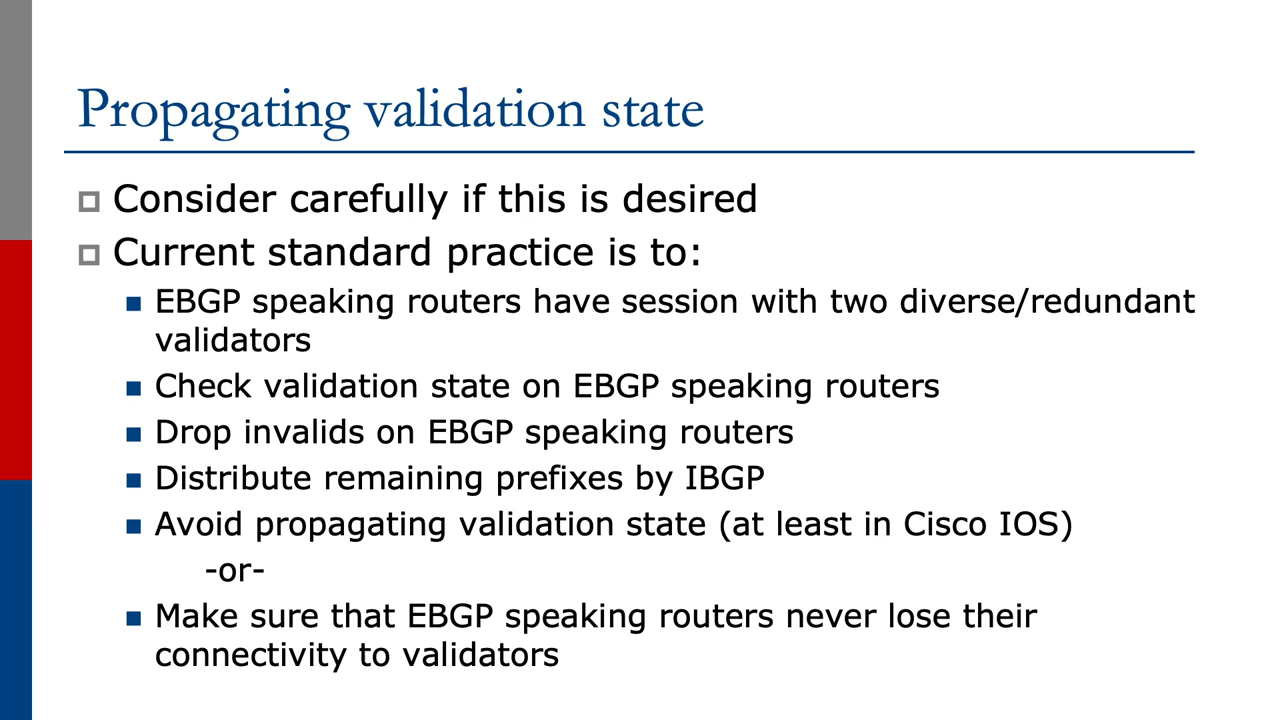 Propagating validation state
Consider carefully if this is desired
Current standard practice is to:
EBGP speaking routers have session with two diverse/redundant
validators
Check validation state on EBGP speaking routers
Drop invalids on EBGP speaking routers
Distribute remaining prefixes by IBGP
Avoid propagating validation state (at least in Cisco IOS)
-or-
Make sure that EBGP speaking routers never lose their
connectivity to validators